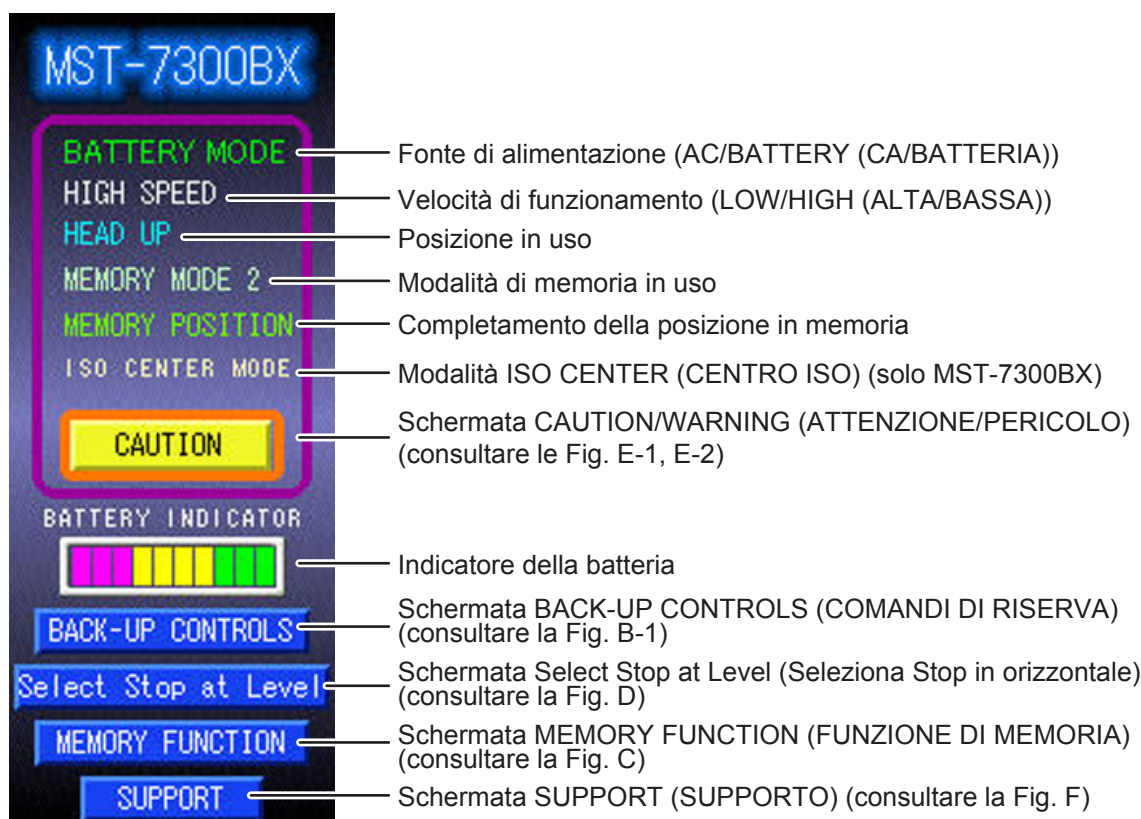 MST-7300BX
BATTERY MODE
Fonte di alimentazione (AC/BATTERY (CA/BATTERIA))
HIGH SPEED
Velocità di funzionamento (LOW/HIGH (ALTA/BASSA))
HEAD UP
Posizione in uso
MEMORY MODE 2
Modalità di memoria in uso
MEMORY POSITION
Completamento della posizione in memoria
ISO CENTER MODE
Modalità ISO CENTER (CENTRO ISO) (solo MST-7300BX)
CAUTION
Schermata CAUTION/WARNING (ATTENZIONE/PERICOLO)
(consultare le Fig. E-1, E-2)
BATTERY INDICATOR
Indicatore della batteria
BACK-UP CONTROLS
Schermata BACK-UP CONTROLS (COMANDI DI RISERVA)
(consultare la Fig. B-1)
Select Stop at Level
Schermata Select Stop at Level (Seleziona Stop in orizzontale)
(consultare la Fig. D)
MEMORY FUNCTION
Schermata MEMORY FUNCTION (FUNZIONE DI MEMORIA)
(consultare la Fig. C)
SUPPORT
Schermata SUPPORT (SUPPORTO) (consultare la Fig. F)